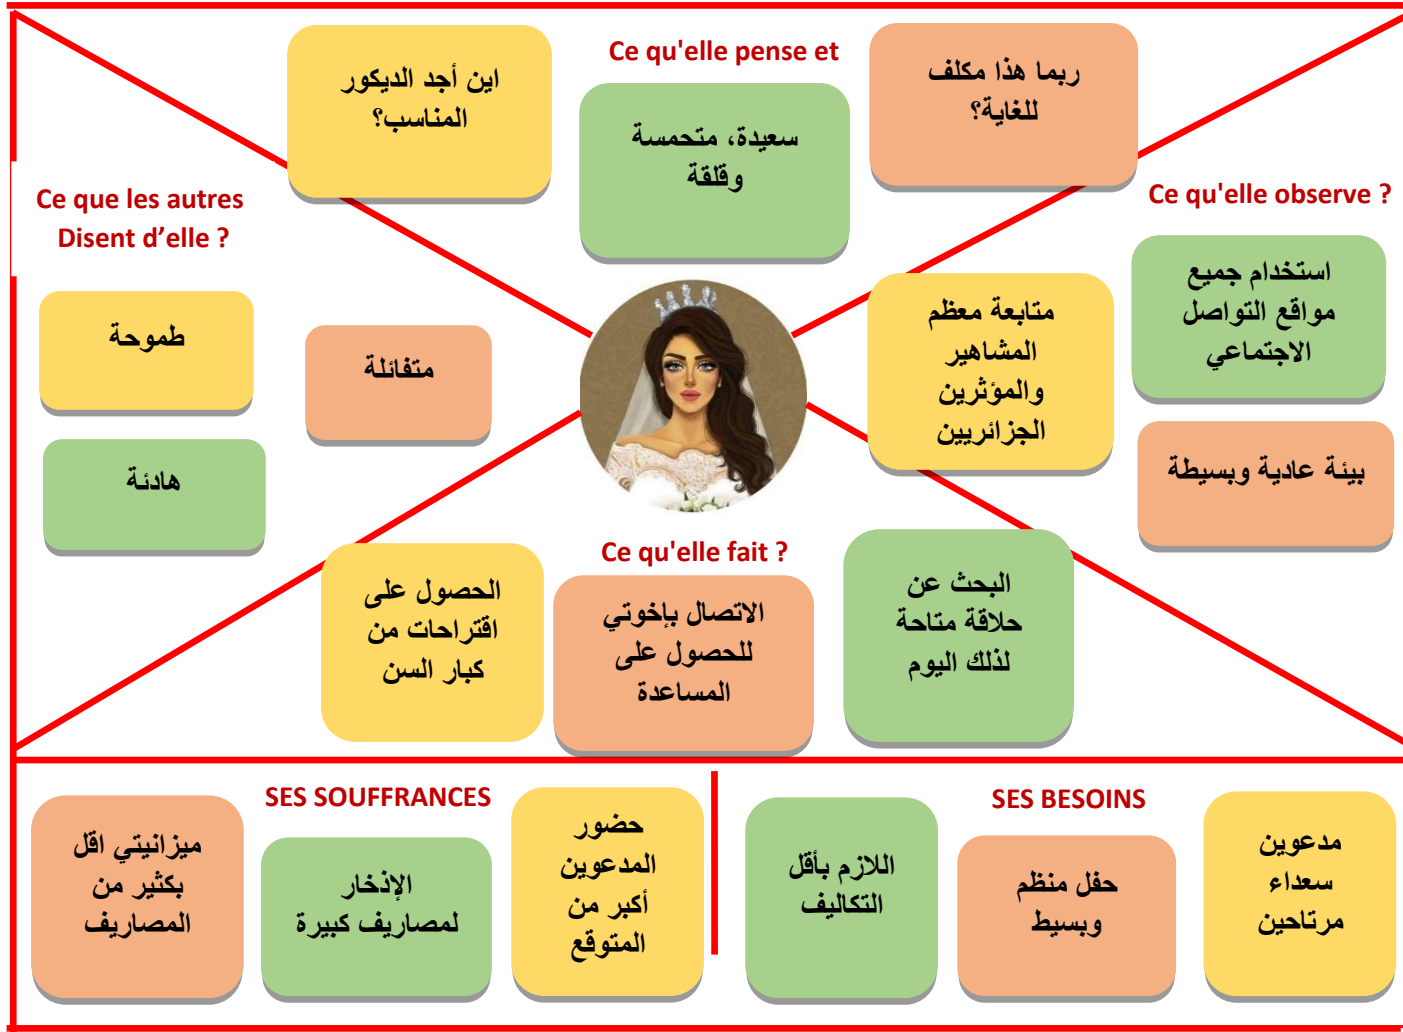 Ce qu'elle pense et
اين أجد الديكور
المناسب؟
سعيدة، متحمسة
وقلقة
ربما هذا مكلف
للغاية؟
Ce que les autres
Disent d’elle ?
طموحة
متفائلة
هادئة
Ce qu'elle observe ?
متابعة معظم
المشاهير
والمؤثرين
الجزائريين
استخدام جميع
مواقع التواصل
الاجتماعي
بيئة عادية وبسيطة
Ce qu'elle fait ?
الحصول على
اقتراحات من
كبار السن
الاتصال بإخوتي
للحصول على
المساعدة
البحث عن
حلاقة متاحة
لذلك اليوم
SES SOUFFRANCES
ميزانيتي اقل
بكثير من
المصاريف
الإذخار
لمصاريف كبيرة
حضور
المدعوين
أكبر من
المتوقع
SES BESOINS
اللازم بأقل
التكاليف
حفل منظم
وبسيط
مدعوين
سعداء
مرتاحين